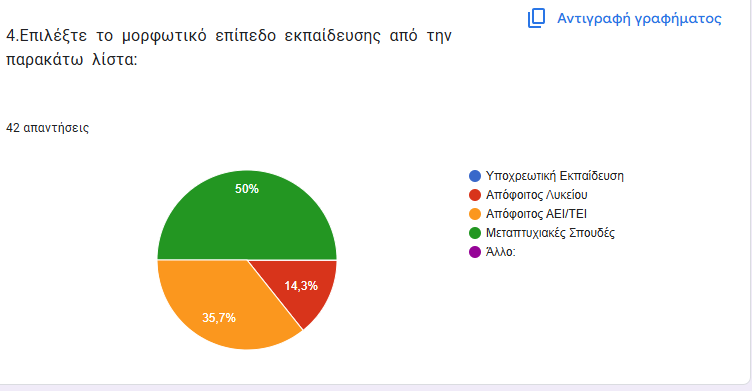 Αντιγραφή γραφήματος
4.Επιλέξτε το μορφωτικό επίπεδο εκπαίδευσης από την
παρακάτω λίστα:
42 απαντήσεις
50%
14,3%
35,7%
Υποχρεωτική Εκπαίδευση
Απόφοιτος Λυκείου
Απόφοιτος ΑΕΙ/ΤΕΙ
Μεταπτυχιακές Σπουδές
Άλλο: